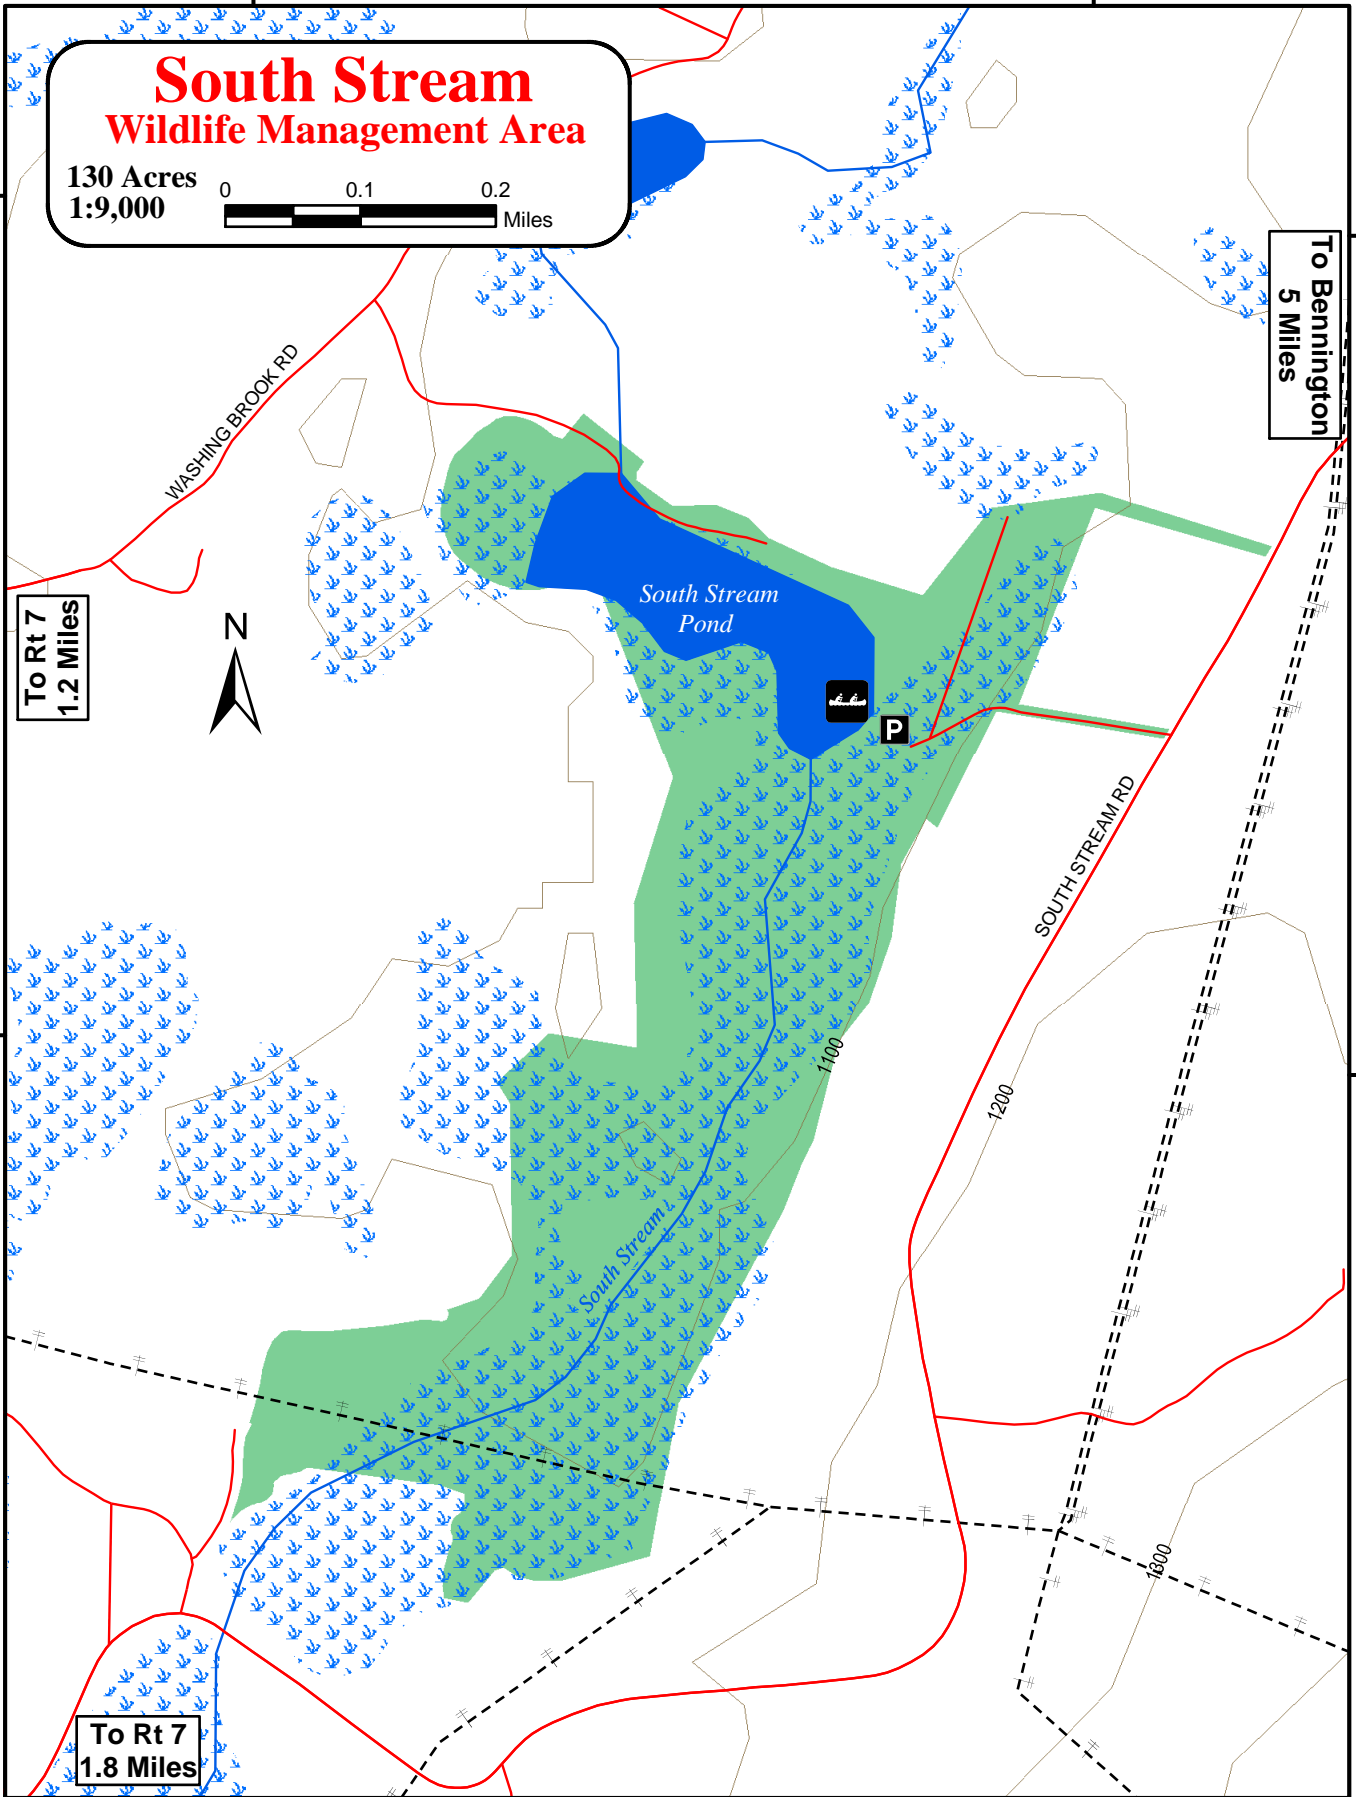 South Stream
Wildlife Management Area
130 Acres
1:9,000
0 0.1 0.2
Miles
To Bennington
5 Miles
WASHING BROOK RD
To Rt 7
1.2 Miles
N
South Stream
Pond
P
SOUTH STREAM RD
1100
1200
South Stream
1300
To Rt 7
1.8 Miles